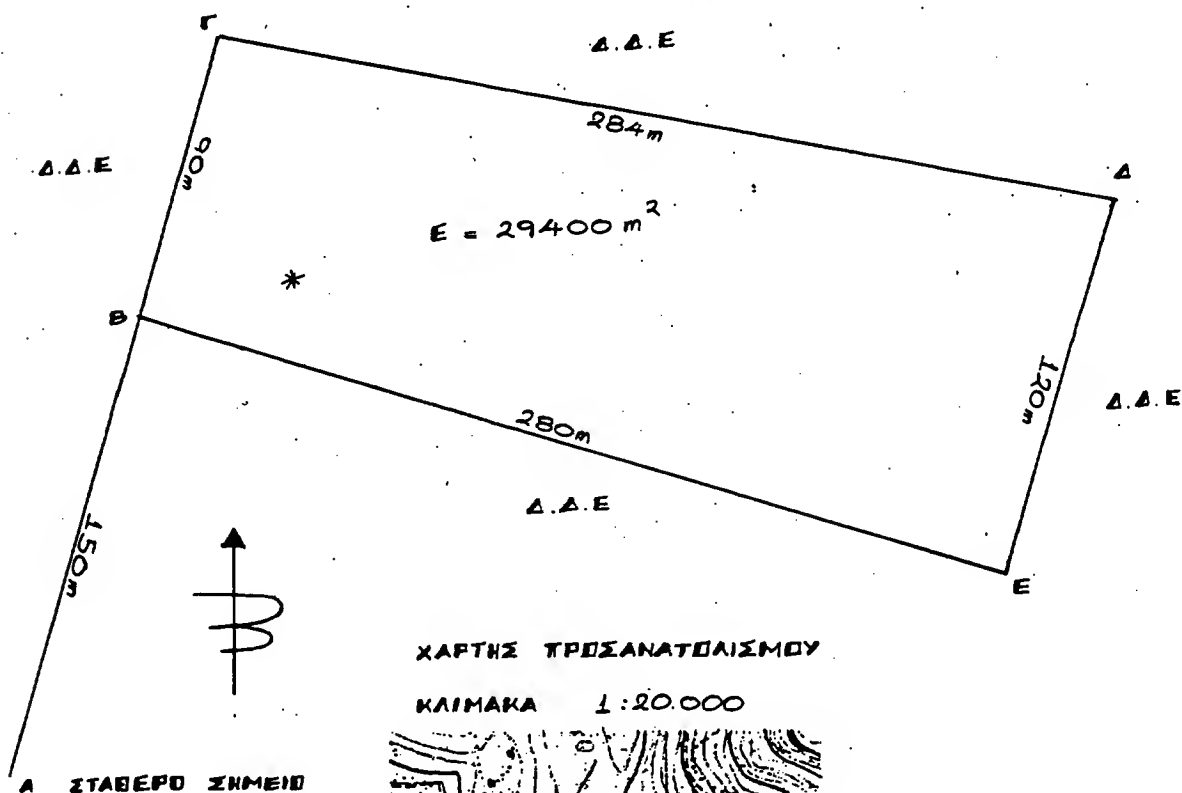 Γ
Δ.Δ.Ε
284m
Δ
90m
Δ.Δ.Ε
E = 29400 m²
*
Β
120m
Δ.Δ.Ε
280m
Δ.Δ.Ε
150m
Ε
Β
ΧΑΡΤΗΣ ΠΡΟΣΑΝΑΤΟΛΙΣΜΟΥ
ΚΛΙΜΑΚΑ 1:20.000
Α ΣΤΑΘΕΡΟ ΣΗΜΕΙΟ